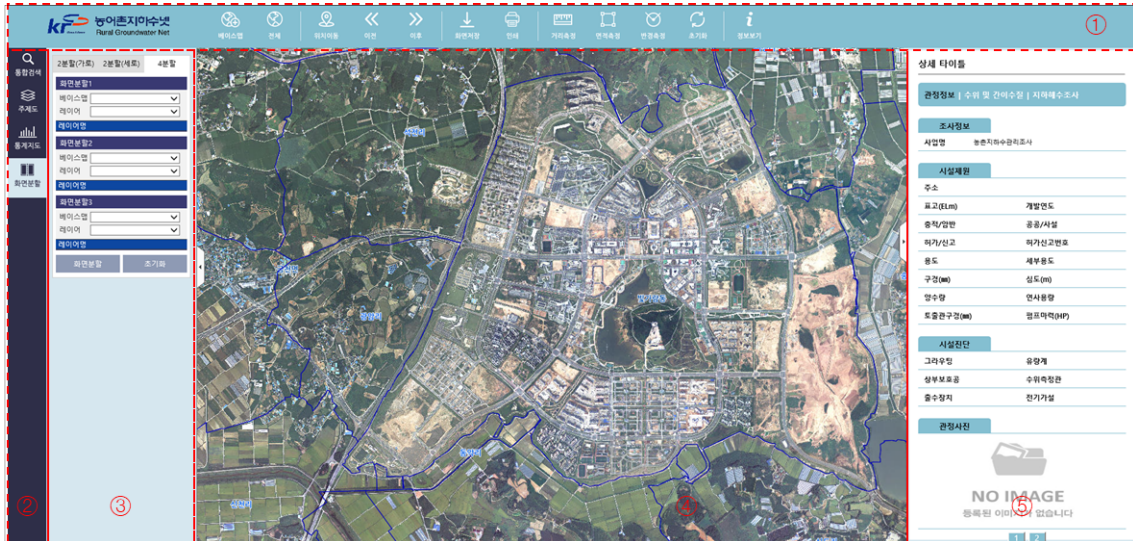 농어촌지하수넷
Rural Groundwater Net
베이스맵 전체 위치이동 이전 이후 화면저장 인쇄 거리측정 면적측정 반경측정 초기화 정보보기
①
통합검색
주제도
통계지도
화면분할
②
2분할(가로) 2분할(세로) 4분할
화면분할1
베이스맵
레이어
레이어명
화면분할2
베이스맵
레이어
레이어명
화면분할3
베이스맵
레이어
레이어명
화면분할 초기화
③
④
상세 타이틀
관정정보 | 수위 및 간이수질 | 지하해수조사
조사정보
사업명 농촌지하수관리조사
시설제원
주소
표고(ELm) 개발연도
충적/암반 공공/사설
허가/신고 허가신고번호
용도 세부용도
구경(㎜) 심도(m)
양수량 연사용량
토출관구경(㎜) 펌프마력(HP)
시설진단
그라우팅 유량계
상부보호공 수위측정관
출수장치 전기가설
관정사진
NO IMAGE
등록된 이미지가 없습니다
⑤
1 2